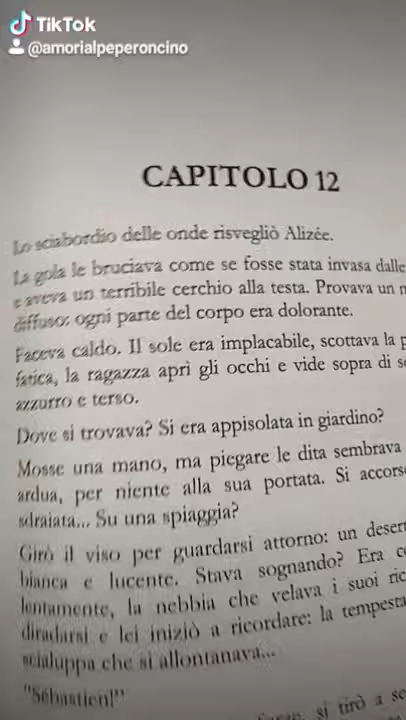 TikTok
@amorialpeperoncino
CAPITOLO 12
Lo sciabordio delle onde risvegliò Alizée.
La gola le bruciava come se fosse stata invasa dalle
e aveva un terribile cerchio alla testa. Provava un
diffuso: ogni parte del corpo era dolorante.
Faceva caldo. Il sole era implacabile, scottava la
fatica, la ragazza aprì gli occhi e vide sopra di
azzurro e terso.
Dove si trovava? Si era appisolata in giardino?
Mosse una mano, ma piegare le dita sembrava
ardua, per niente alla sua portata. Si accors
sdraiata... Su una spiaggia?
Girò il viso per guardarsi attorno: un deser
bianca e lucente. Stava sognando? Era
lentamente, la nebbia che velava i suoi ric
diradarsi e lei iniziò a ricordare: la tempesta
scialuppa che si allontanava...
"Sébastien!"
si tirò a se